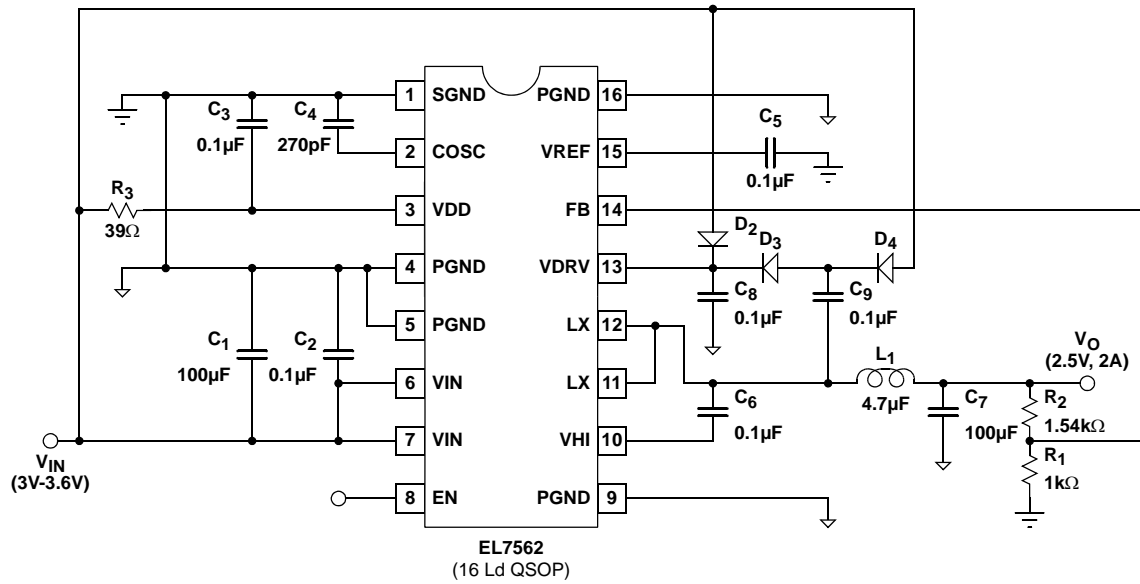 1 SGND PGND 16
C3
0.1µF
C4
270pF
2 COSC VREF 15
C5
0.1µF
R3
39Ω
3 VDD FB 14
D2
D3
D4
4 PGND VDRV 13
C8
0.1µF
C9
0.1µF
5 PGND LX 12
C1
100µF
C2
0.1µF
6 VIN LX 11
C6
0.1µF
L1
4.7µF
VO
(2.5V, 2A)
C7
100µF
R2
1.54kΩ
R1
1kΩ
7 VIN VHI 10
VIN
(3V-3.6V)
8 EN PGND 9
EL7562
(16 Ld QSOP)